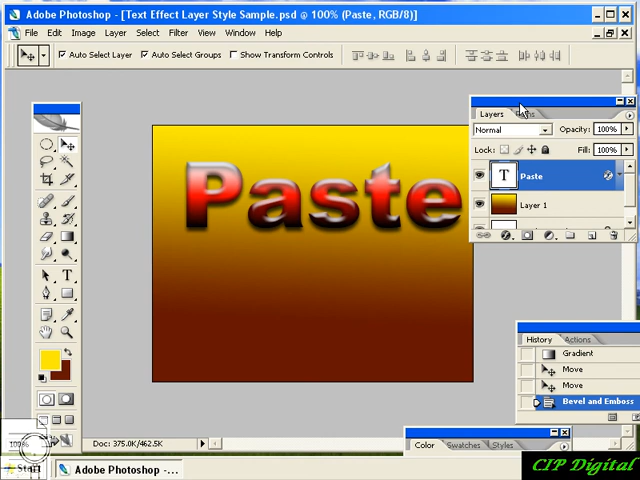 Adobe Photoshop - [Text Effect Layer Style Sample.psd @ 100% (Paste, RGB/8)]
File Edit Image Layer Select Filter View Window Help
Auto Select Layer Auto Select Groups Show Transform Controls
Layers
Normal Opacity: 100%
Lock: Fill: 100%
T Paste
Layer 1
Paste
History Actions
Gradient
Move
Move
Bevel and Emboss
Doc: 375.0K/462.5K
Color Swatches Styles
100%
Start Adobe Photoshop - ...
CIP Digital